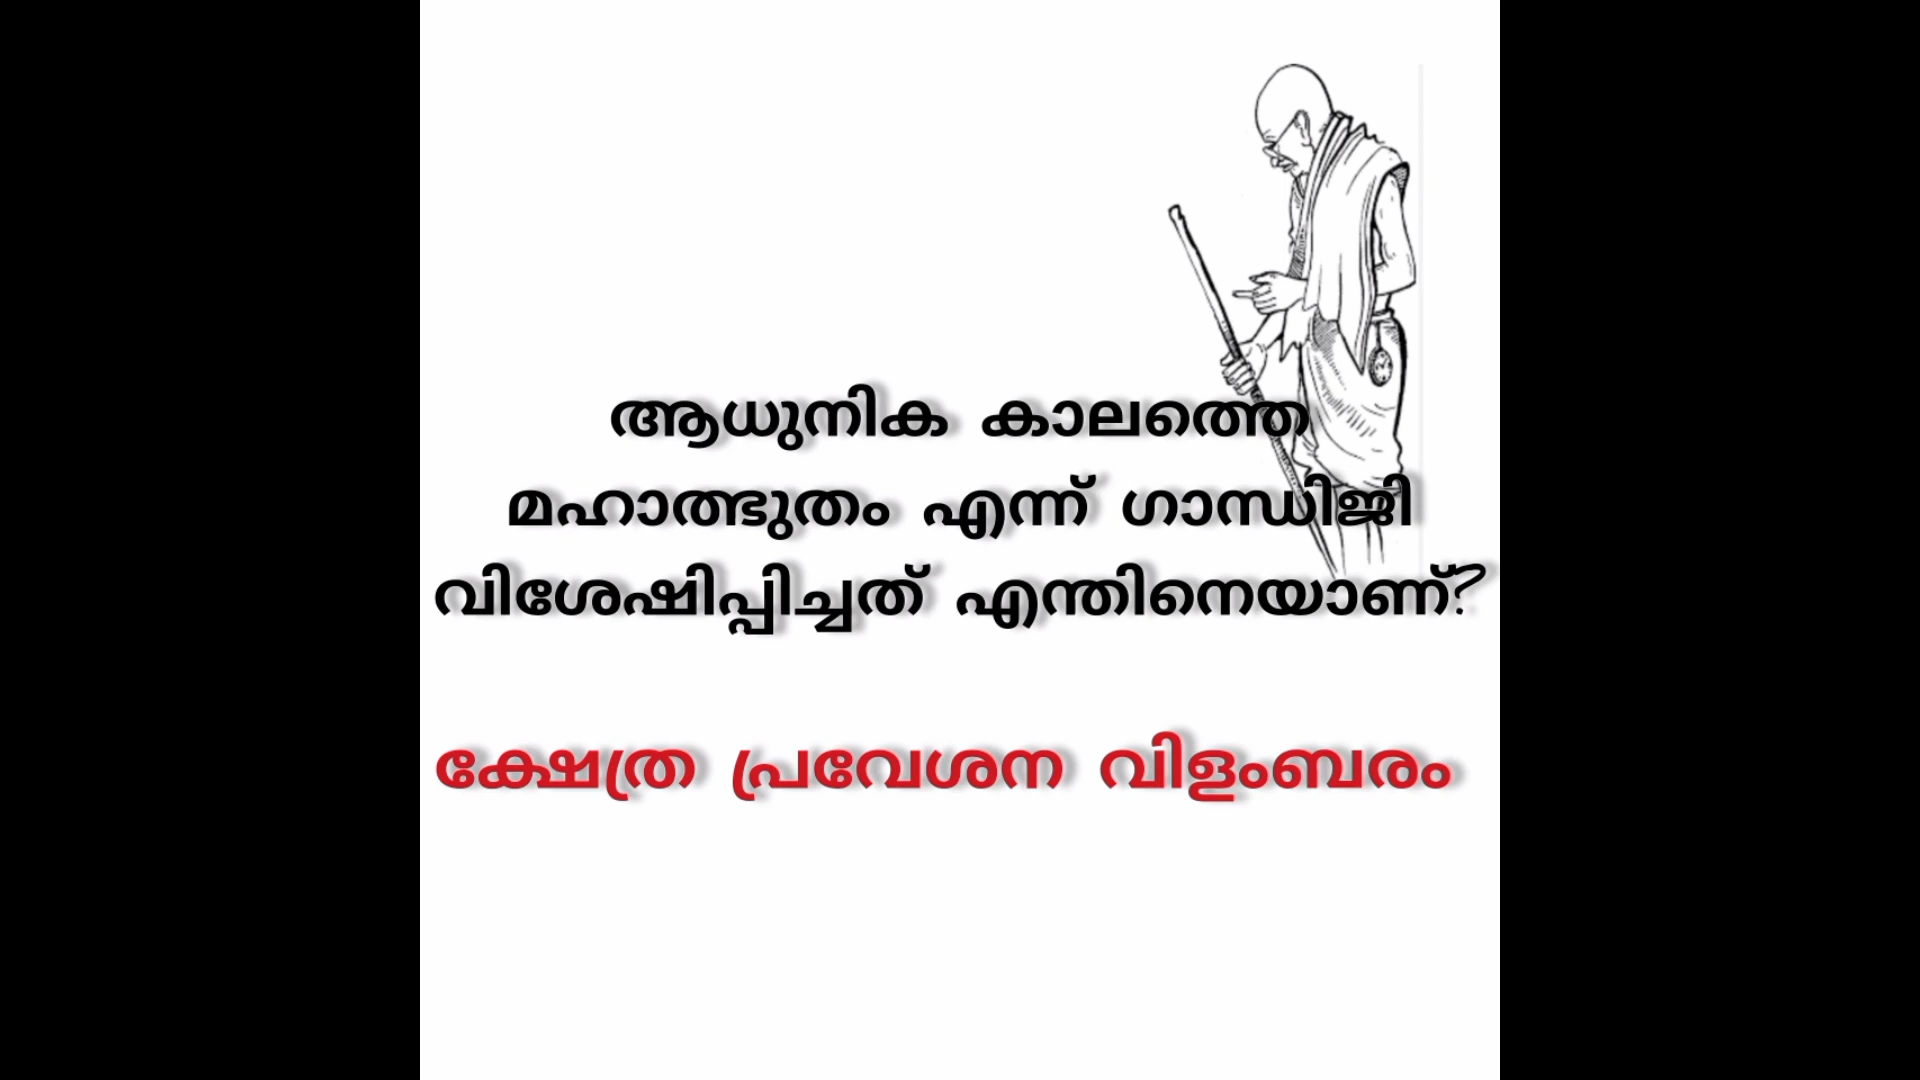 ആധുനിക കാലത്തെ
മഹാത്ഭുതം എന്ന് ഗാന്ധിജി
വിശേഷിപ്പിച്ചത് എന്തിനെയാണ്?
ക്ഷേത്ര പ്രവേശന വിളംബരം